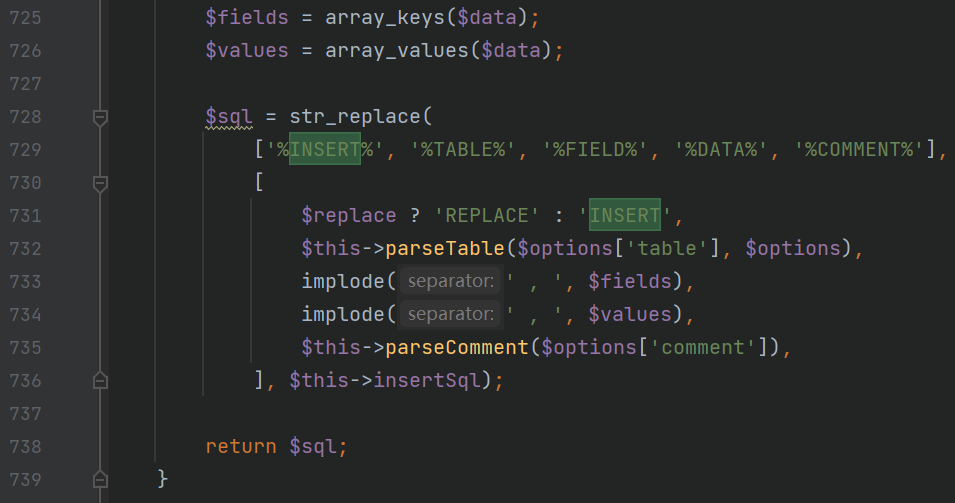 725 $fields = array_keys($data);
726 $values = array_values($data);
727
728 $sql = str_replace(
729 ['%INSERT%', '%TABLE%', '%FIELD%', '%DATA%', '%COMMENT%'],
730 [
731 $replace ? 'REPLACE' : 'INSERT',
732 $this->parseTable($options['table'], $options),
733 implode( separator: ' , ', $fields),
734 implode( separator: ' , ', $values),
735 $this->parseComment($options['comment']),
736 ], $this->insertSql);
737
738 return $sql;
739 }